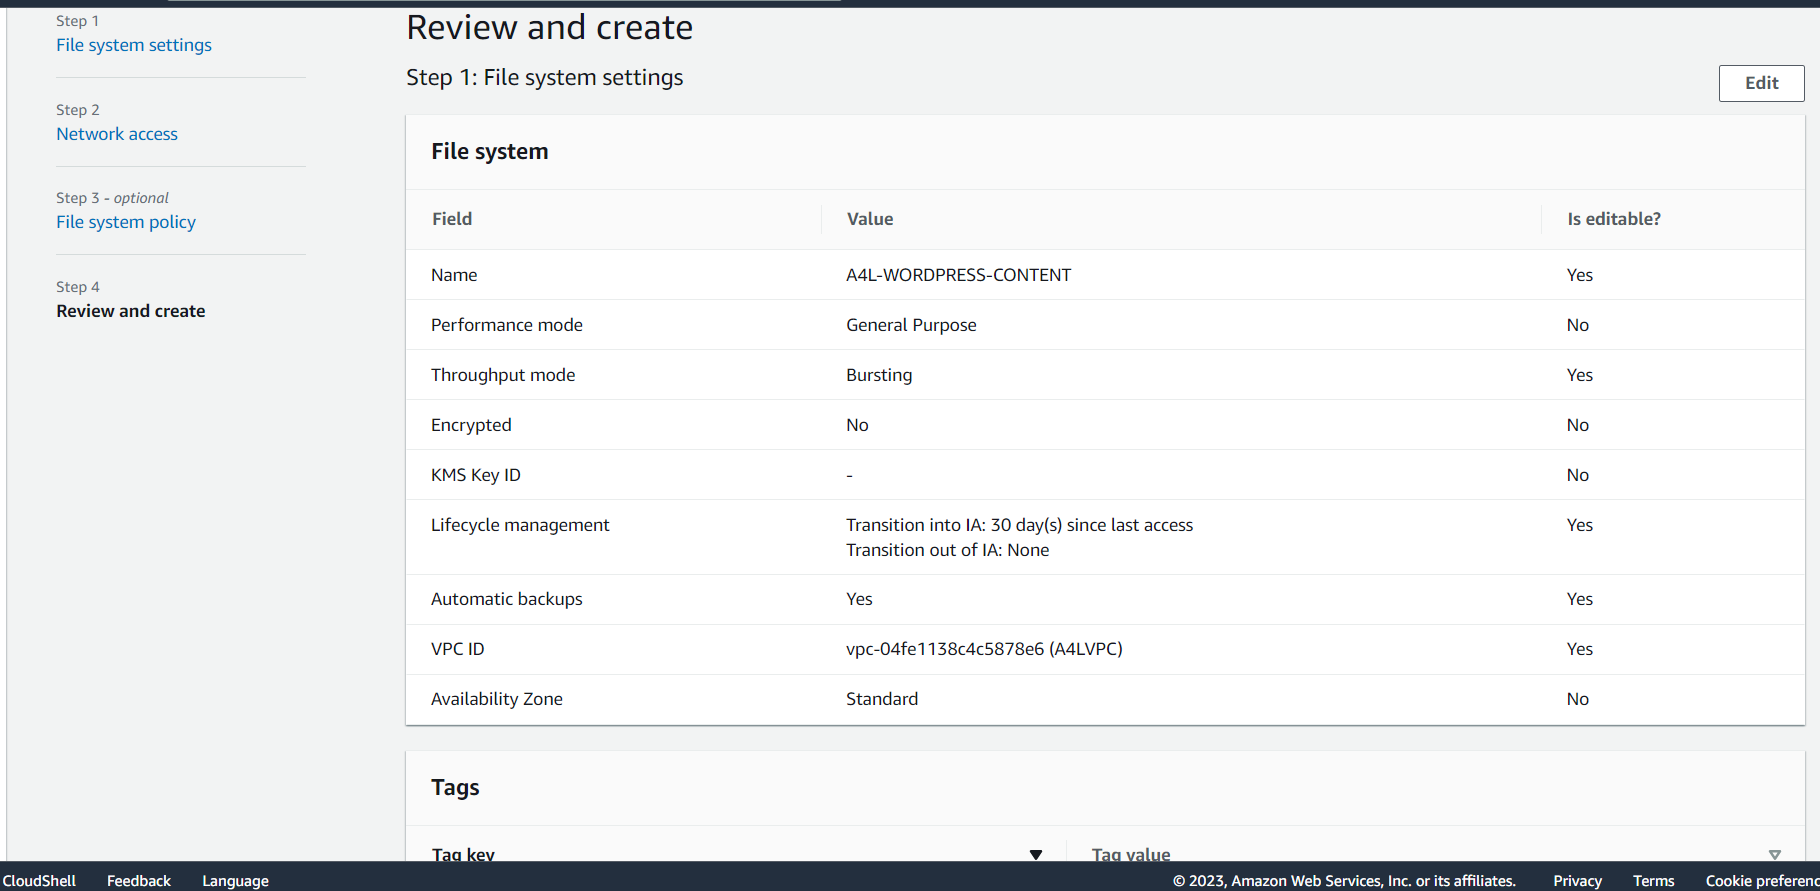 Step 1
File system settings
Step 2
Network access
Step 3 - optional
File system policy
Step 4
Review and create
Review and create
Step 1: File system settings
Edit
File system
Field Value Is editable?
Name A4L-WORDPRESS-CONTENT Yes
Performance mode General Purpose No
Throughput mode Bursting Yes
Encrypted No No
KMS Key ID - No
Lifecycle management Transition into IA: 30 day(s) since last access Yes
Transition out of IA: None
Automatic backups Yes Yes
VPC ID vpc-04fe1138c4c5878e6 (A4LVPC) Yes
Availability Zone Standard No
Tags
Tag key Tag value
CloudShell Feedback Language © 2023, Amazon Web Services, Inc. or its affiliates. Privacy Terms Cookie preferenc